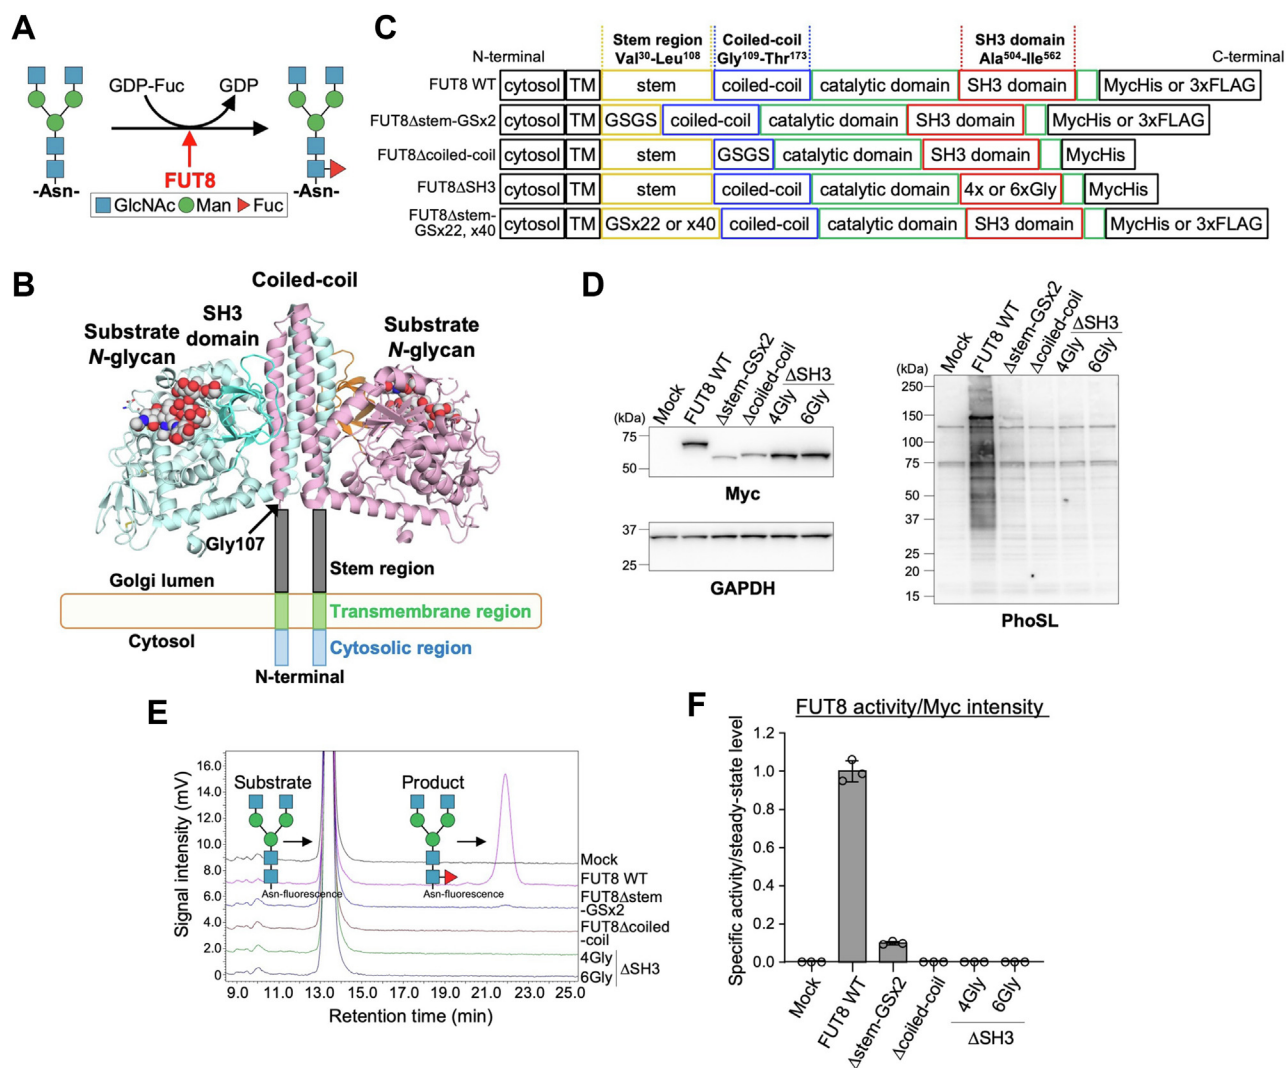 A
GDP-Fuc
GDP
FUT8
-Asn-
-Asn-
GlcNAc Man Fuc
C
Stem region
Val30-Leu108
Coiled-coil
Gly109-Thr173
SH3 domain
Ala504-Ile562
N-terminal
C-terminal
FUT8 WT cytosol TM stem coiled-coil catalytic domain SH3 domain MycHis or 3xFLAG
FUT8Δstem-GSx2 cytosol TM GSGS coiled-coil catalytic domain SH3 domain MycHis or 3xFLAG
FUT8Δcoiled-coil cytosol TM stem GSGS catalytic domain SH3 domain MycHis
FUT8ΔSH3 cytosol TM stem coiled-coil catalytic domain 4x or 6xGly MycHis
FUT8Δstem-
GSx22, x40
cytosol TM GSx22 or x40 coiled-coil catalytic domain SH3 domain MycHis or 3xFLAG
B
Coiled-coil
SH3
domain
Substrate
N-glycan
Substrate
N-glycan
Gly107
Stem region
Golgi lumen
Transmembrane region
Cytosol
Cytosolic region
N-terminal
D
Mock
FUT8 WT
Δstem-GSx2
Δcoiled-coil
4Gly
6Gly
ΔSH3
(kDa)
75
50
Myc
37
25
GAPDH
Mock
FUT8 WT
Δstem-GSx2
Δcoiled-coil
4Gly
6Gly
ΔSH3
(kDa)
250
150
100
75
50
37
25
20
15
PhoSL
E
Signal intensity (mV)
16.0
14.0
12.0
10.0
8.0
6.0
4.0
2.0
0
Substrate
Product
Asn-fluorescence
Asn-fluorescence
Mock
FUT8 WT
FUT8Δstem
-GSx2
FUT8Δcoiled
-coil
4Gly
6Gly
ΔSH3
9.0 11.0 13.0 15.0 17.0 19.0 21.0 23.0 25.0
Retention time (min)
F
FUT8 activity/Myc intensity
Specific activity/steady-state level
1.2
1.0
0.8
0.6
0.4
0.2
0.0
Mock
FUT8 WT
Δstem-GSx2
Δcoiled-coil
4Gly
6Gly
ΔSH3